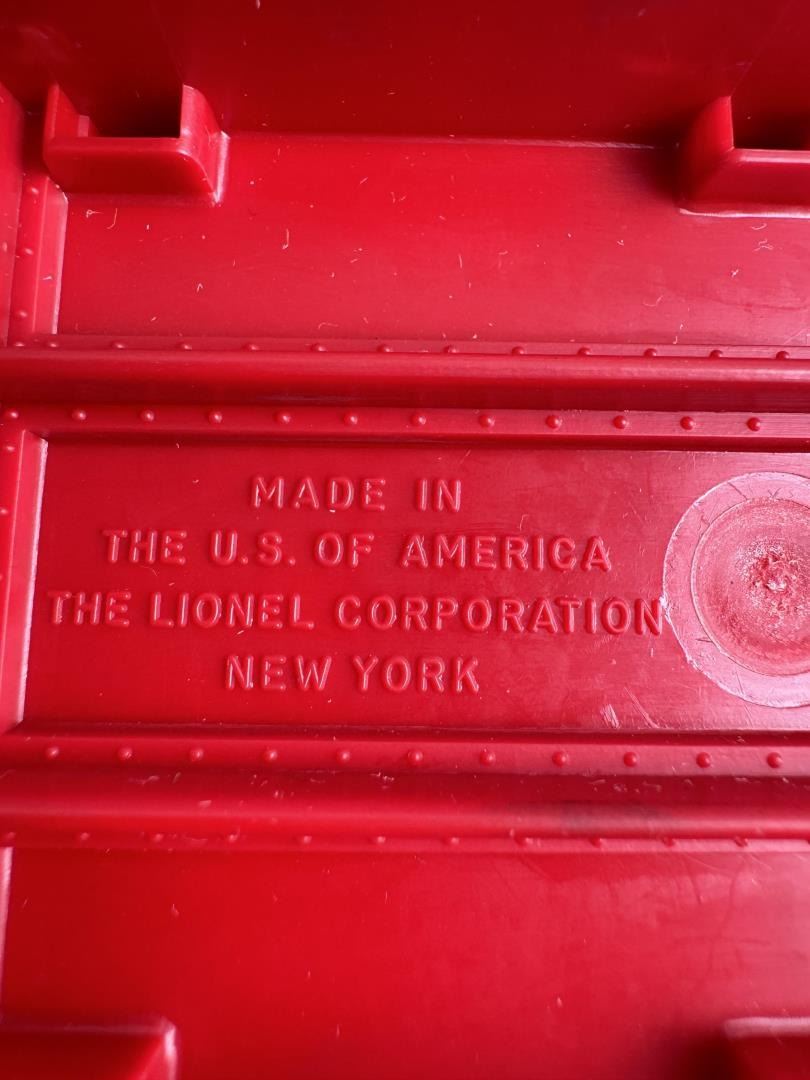 MADE IN
THE U.S. OF AMERICA
THE LIONEL CORPORATION
NEW YORK